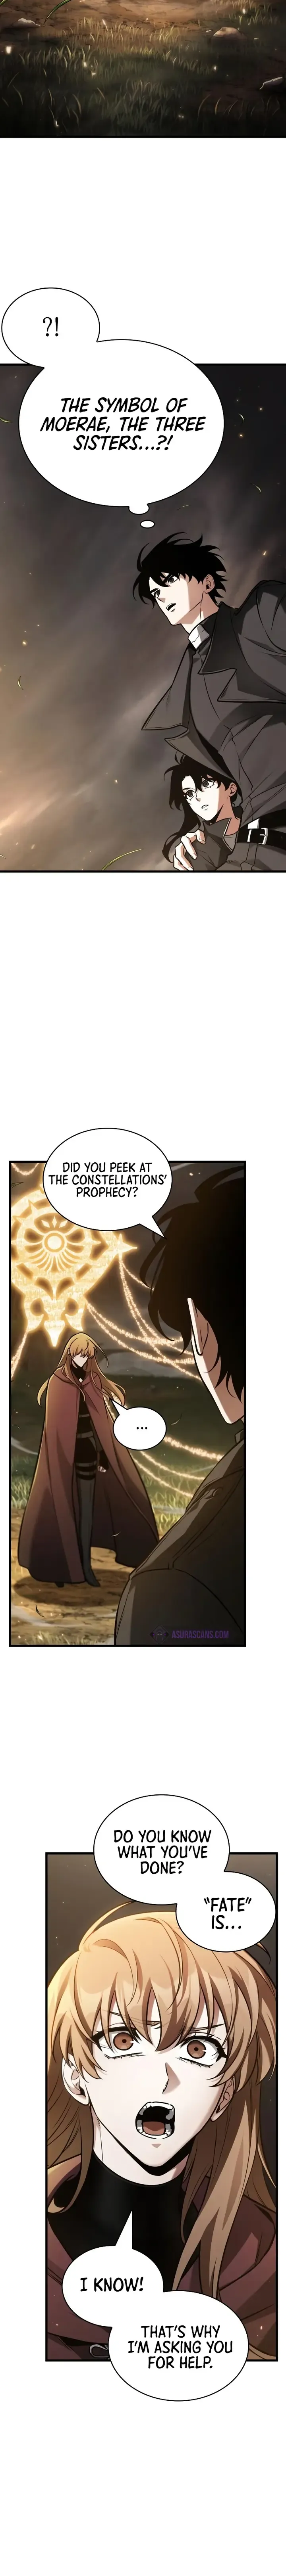 ?!
THE SYMBOL OF
MOERAE, THE THREE
SISTERS...?!
DID YOU PEEK AT
THE CONSTELLATIONS'
PROPHECY?
...
ASURASCANS.COM
DO YOU KNOW
WHAT YOU'VE
DONE?
"FATE"
IS...
I KNOW!
THAT'S WHY
I'M ASKING YOU
FOR HELP.